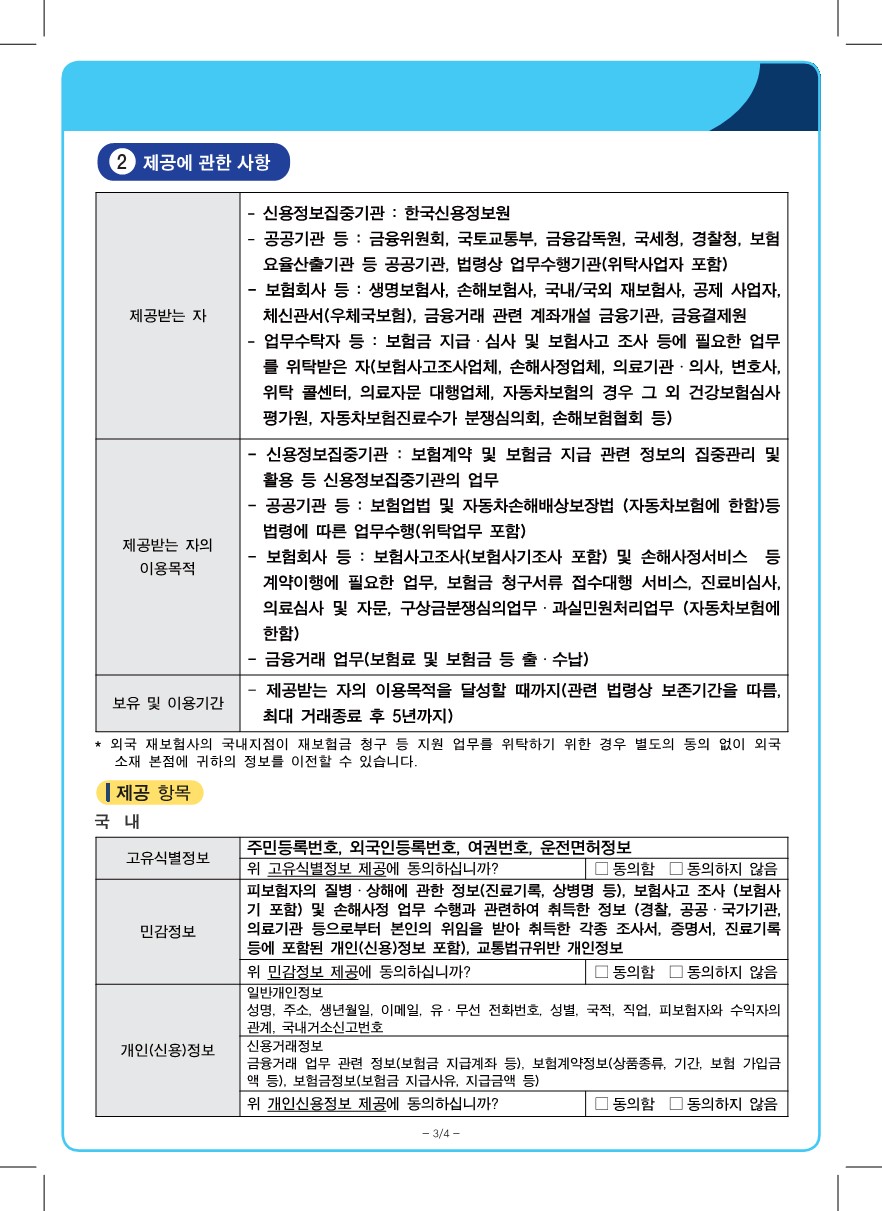 2 제공에 관한 사항
제공받는 자
- 신용정보집중기관 : 한국신용정보원
- 공공기관 등 : 금융위원회, 국토교통부, 금융감독원, 국세청, 경찰청, 보험
요율산출기관 등 공공기관, 법령상 업무수행기관(위탁사업자 포함)
- 보험회사 등 : 생명보험사, 손해보험사, 국내/국외 재보험사, 공제 사업자,
체신관서(우체국보험), 금융거래 관련 계좌개설 금융기관, 금융결제원
- 업무수탁자 등 : 보험금 지급·심사 및 보험사고 조사 등에 필요한 업무
를 위탁받은 자(보험사고조사업체, 손해사정업체, 의료기관·의사, 변호사,
위탁 콜센터, 의료자문 대행업체, 자동차보험의 경우 그 외 건강보험심사
평가원, 자동차보험진료수가 분쟁심의회, 손해보험협회 등)
제공받는 자의
이용목적
- 신용정보집중기관 : 보험계약 및 보험금 지급 관련 정보의 집중관리 및
활용 등 신용정보집중기관의 업무
- 공공기관 등 : 보험업법 및 자동차손해배상보장법 (자동차보험에 한함)등
법령에 따른 업무수행(위탁업무 포함)
- 보험회사 등 : 보험사고조사(보험사기조사 포함) 및 손해사정서비스 등
계약이행에 필요한 업무, 보험금 청구서류 접수대행 서비스, 진료비심사,
의료심사 및 자문, 구상금분쟁심의업무·과실민원처리업무 (자동차보험에
한함)
- 금융거래 업무(보험료 및 보험금 등 출·수납)
보유 및 이용기간
- 제공받는 자의 이용목적을 달성할 때까지(관련 법령상 보존기간을 따름,
최대 거래종료 후 5년까지)
* 외국 재보험사의 국내지점이 재보험금 청구 등 지원 업무를 위탁하기 위한 경우 별도의 동의 없이 외국
소재 본점에 귀하의 정보를 이전할 수 있습니다.
제공 항목
국 내
고유식별정보
주민등록번호, 외국인등록번호, 여권번호, 운전면허정보
위 고유식별정보 제공에 동의하십니까? □ 동의함 □ 동의하지 않음
민감정보
피보험자의 질병·상해에 관한 정보(진료기록, 상병명 등), 보험사고 조사 (보험사
기 포함) 및 손해사정 업무 수행과 관련하여 취득한 정보 (경찰, 공공·국가기관,
의료기관 등으로부터 본인의 위임을 받아 취득한 각종 조사서, 증명서, 진료기록
등에 포함된 개인(신용)정보 포함), 교통법규위반 개인정보
위 민감정보 제공에 동의하십니까? □ 동의함 □ 동의하지 않음
개인(신용)정보
일반개인정보
성명, 주소, 생년월일, 이메일, 유·무선 전화번호, 성별, 국적, 직업, 피보험자와 수익자의
관계, 국내거소신고번호
신용거래정보
금융거래 업무 관련 정보(보험금 지급계좌 등), 보험계약정보(상품종류, 기간, 보험 가입금
액 등), 보험금정보(보험금 지급사유, 지급금액 등)
위 개인신용정보 제공에 동의하십니까? □ 동의함 □ 동의하지 않음
- 3/4 -